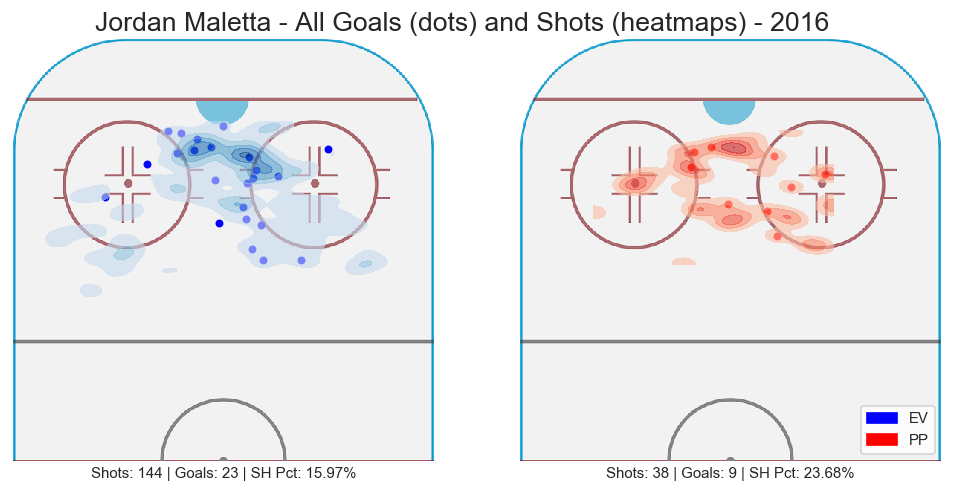 Jordan Maletta - All Goals (dots) and Shots (heatmaps) - 2016
EV
PP
Shots: 144 | Goals: 23 | SH Pct: 15.97%
Shots: 38 | Goals: 9 | SH Pct: 23.68%